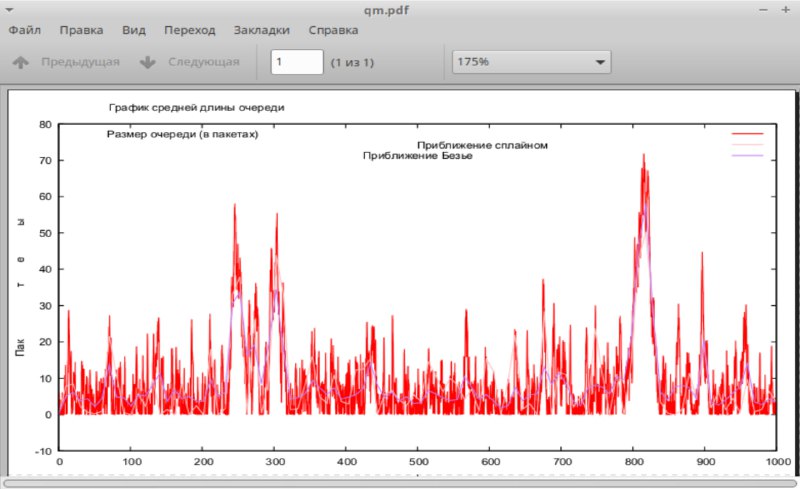 qm.pdf
Файл Правка Вид Переход Закладки Справка
Предыдущая Следующая 1 (1 из 1) 175%
График средней длины очереди
Размер очереди (в пакетах)
Приближение сплайном
Приближение Безье
Пак т е ы
80
70
60
50
40
30
20
10
0
-10
0 100 200 300 400 500 600 700 800 900 1000